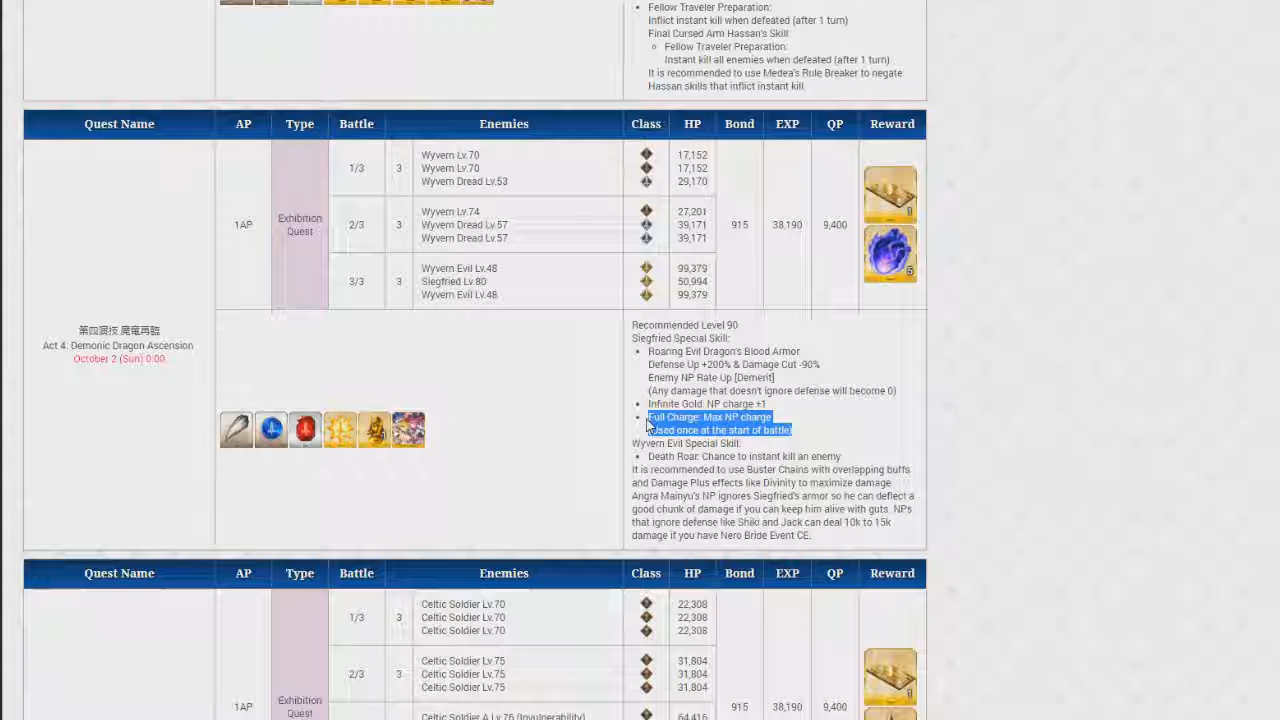 Fellow Traveler Preparation:
Inflict instant kill when defeated (after 1 turn)
Final Cursed Arm Hassan's Skill:
Fellow Traveler Preparation:
Instant kill all enemies when defeated (after 1 turn)
It is recommended to use Medea's Rule Breaker to negate
Hassan skills that inflict instant kill.
Quest Name AP Type Battle Enemies Class HP Bond EXP QP Reward
Wyvern Lv.70 17,152
1/3 3 Wyvern Lv.70 17,152
Wyvern Dread Lv.53 29,170
1
Wyvern Lv.74 27,201
1AP Exhibition Quest 2/3 3 Wyvern Dread Lv.57 39,171 915 38,190 9,400
Wyvern Dread Lv.57 39,171
5
Wyvern Evil Lv.48 99,379
3/3 3 Siegfried Lv.80 50,994
Wyvern Evil Lv.48 99,379
第四演技 魔竜再臨
Act 4: Demonic Dragon Ascension
October 2 (Sun) 0:00
1
Recommended Level 90
Siegfried Special Skill:
Roaring Evil Dragon's Blood Armor
Defense Up +200% & Damage Cut -90%
Enemy NP Rate Up [Demerit]
(Any damage that doesn't ignore defense will become 0)
Infinite Gold: NP charge +1
Full Charge: Max NP charge
used once at the start of battle)
Wyvern Evil Special Skill:
Death Roar: Chance to instant kill an enemy
It is recommended to use Buster Chains with overlapping buffs
and Damage Plus effects like Divinity to maximize damage
Angra Mainyu's NP ignores Siegfried's armor so he can deflect a
good chunk of damage if you can keep him alive with guts. NPs
that ignore defense like Shiki and Jack can deal 10k to 15k
damage if you have Nero Bride Event CE.
Quest Name AP Type Battle Enemies Class HP Bond EXP QP Reward
Celtic Soldier Lv.70 22,308
1/3 3 Celtic Soldier Lv.70 22,308
Celtic Soldier Lv.70 22,308
Celtic Soldier Lv.75 31,804
2/3 3 Celtic Soldier Lv.75 31,804
Celtic Soldier Lv.75 31,804
1
1AP Exhibition Quest 915 38,190 9,400
Celtic Soldier A Lv.76 (Invulnerability) 64,416